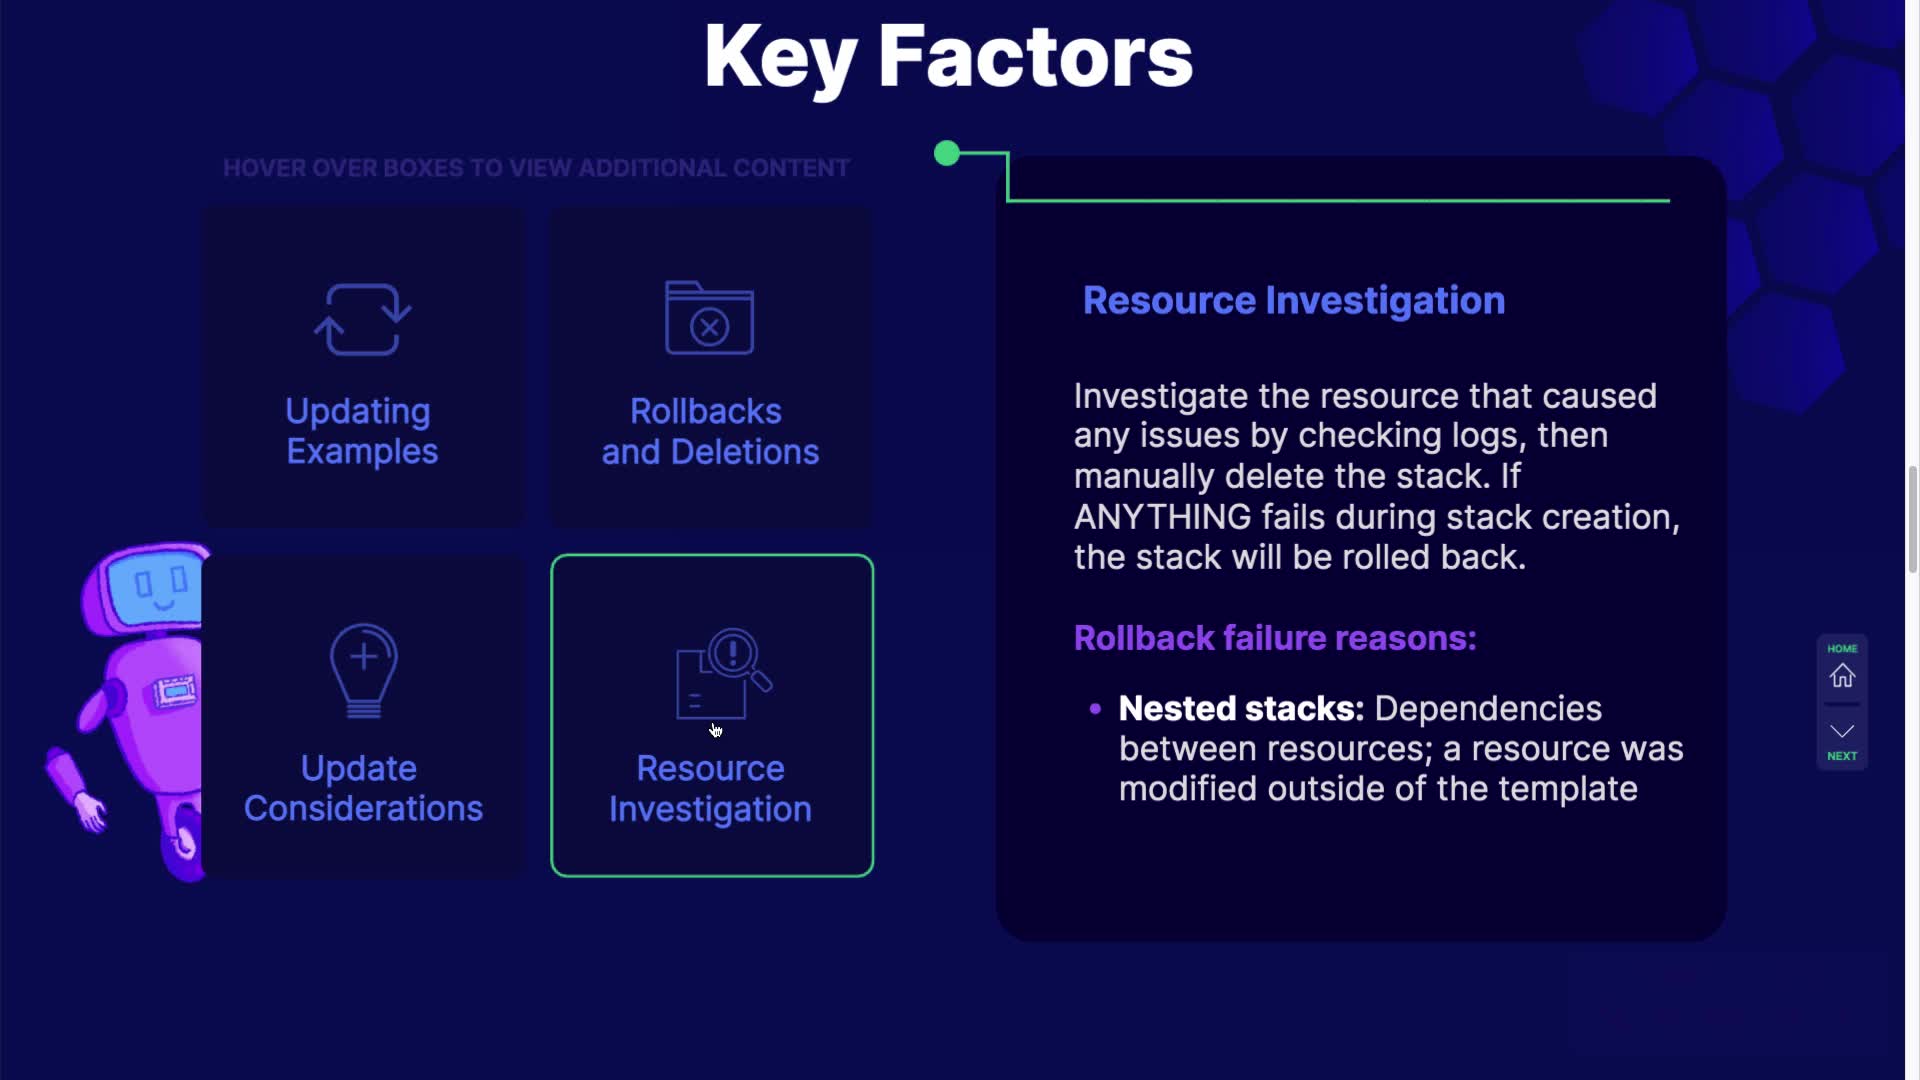 Key Factors
HOVER OVER BOXES TO VIEW ADDITIONAL CONTENT
Updating
Examples
Rollbacks
and Deletions
Update
Considerations
Resource
Investigation
Resource Investigation
Investigate the resource that caused
any issues by checking logs, then
manually delete the stack. If
ANYTHING fails during stack creation,
the stack will be rolled back.
Rollback failure reasons:
• Nested stacks: Dependencies
between resources; a resource was
modified outside of the template
HOME
NEXT